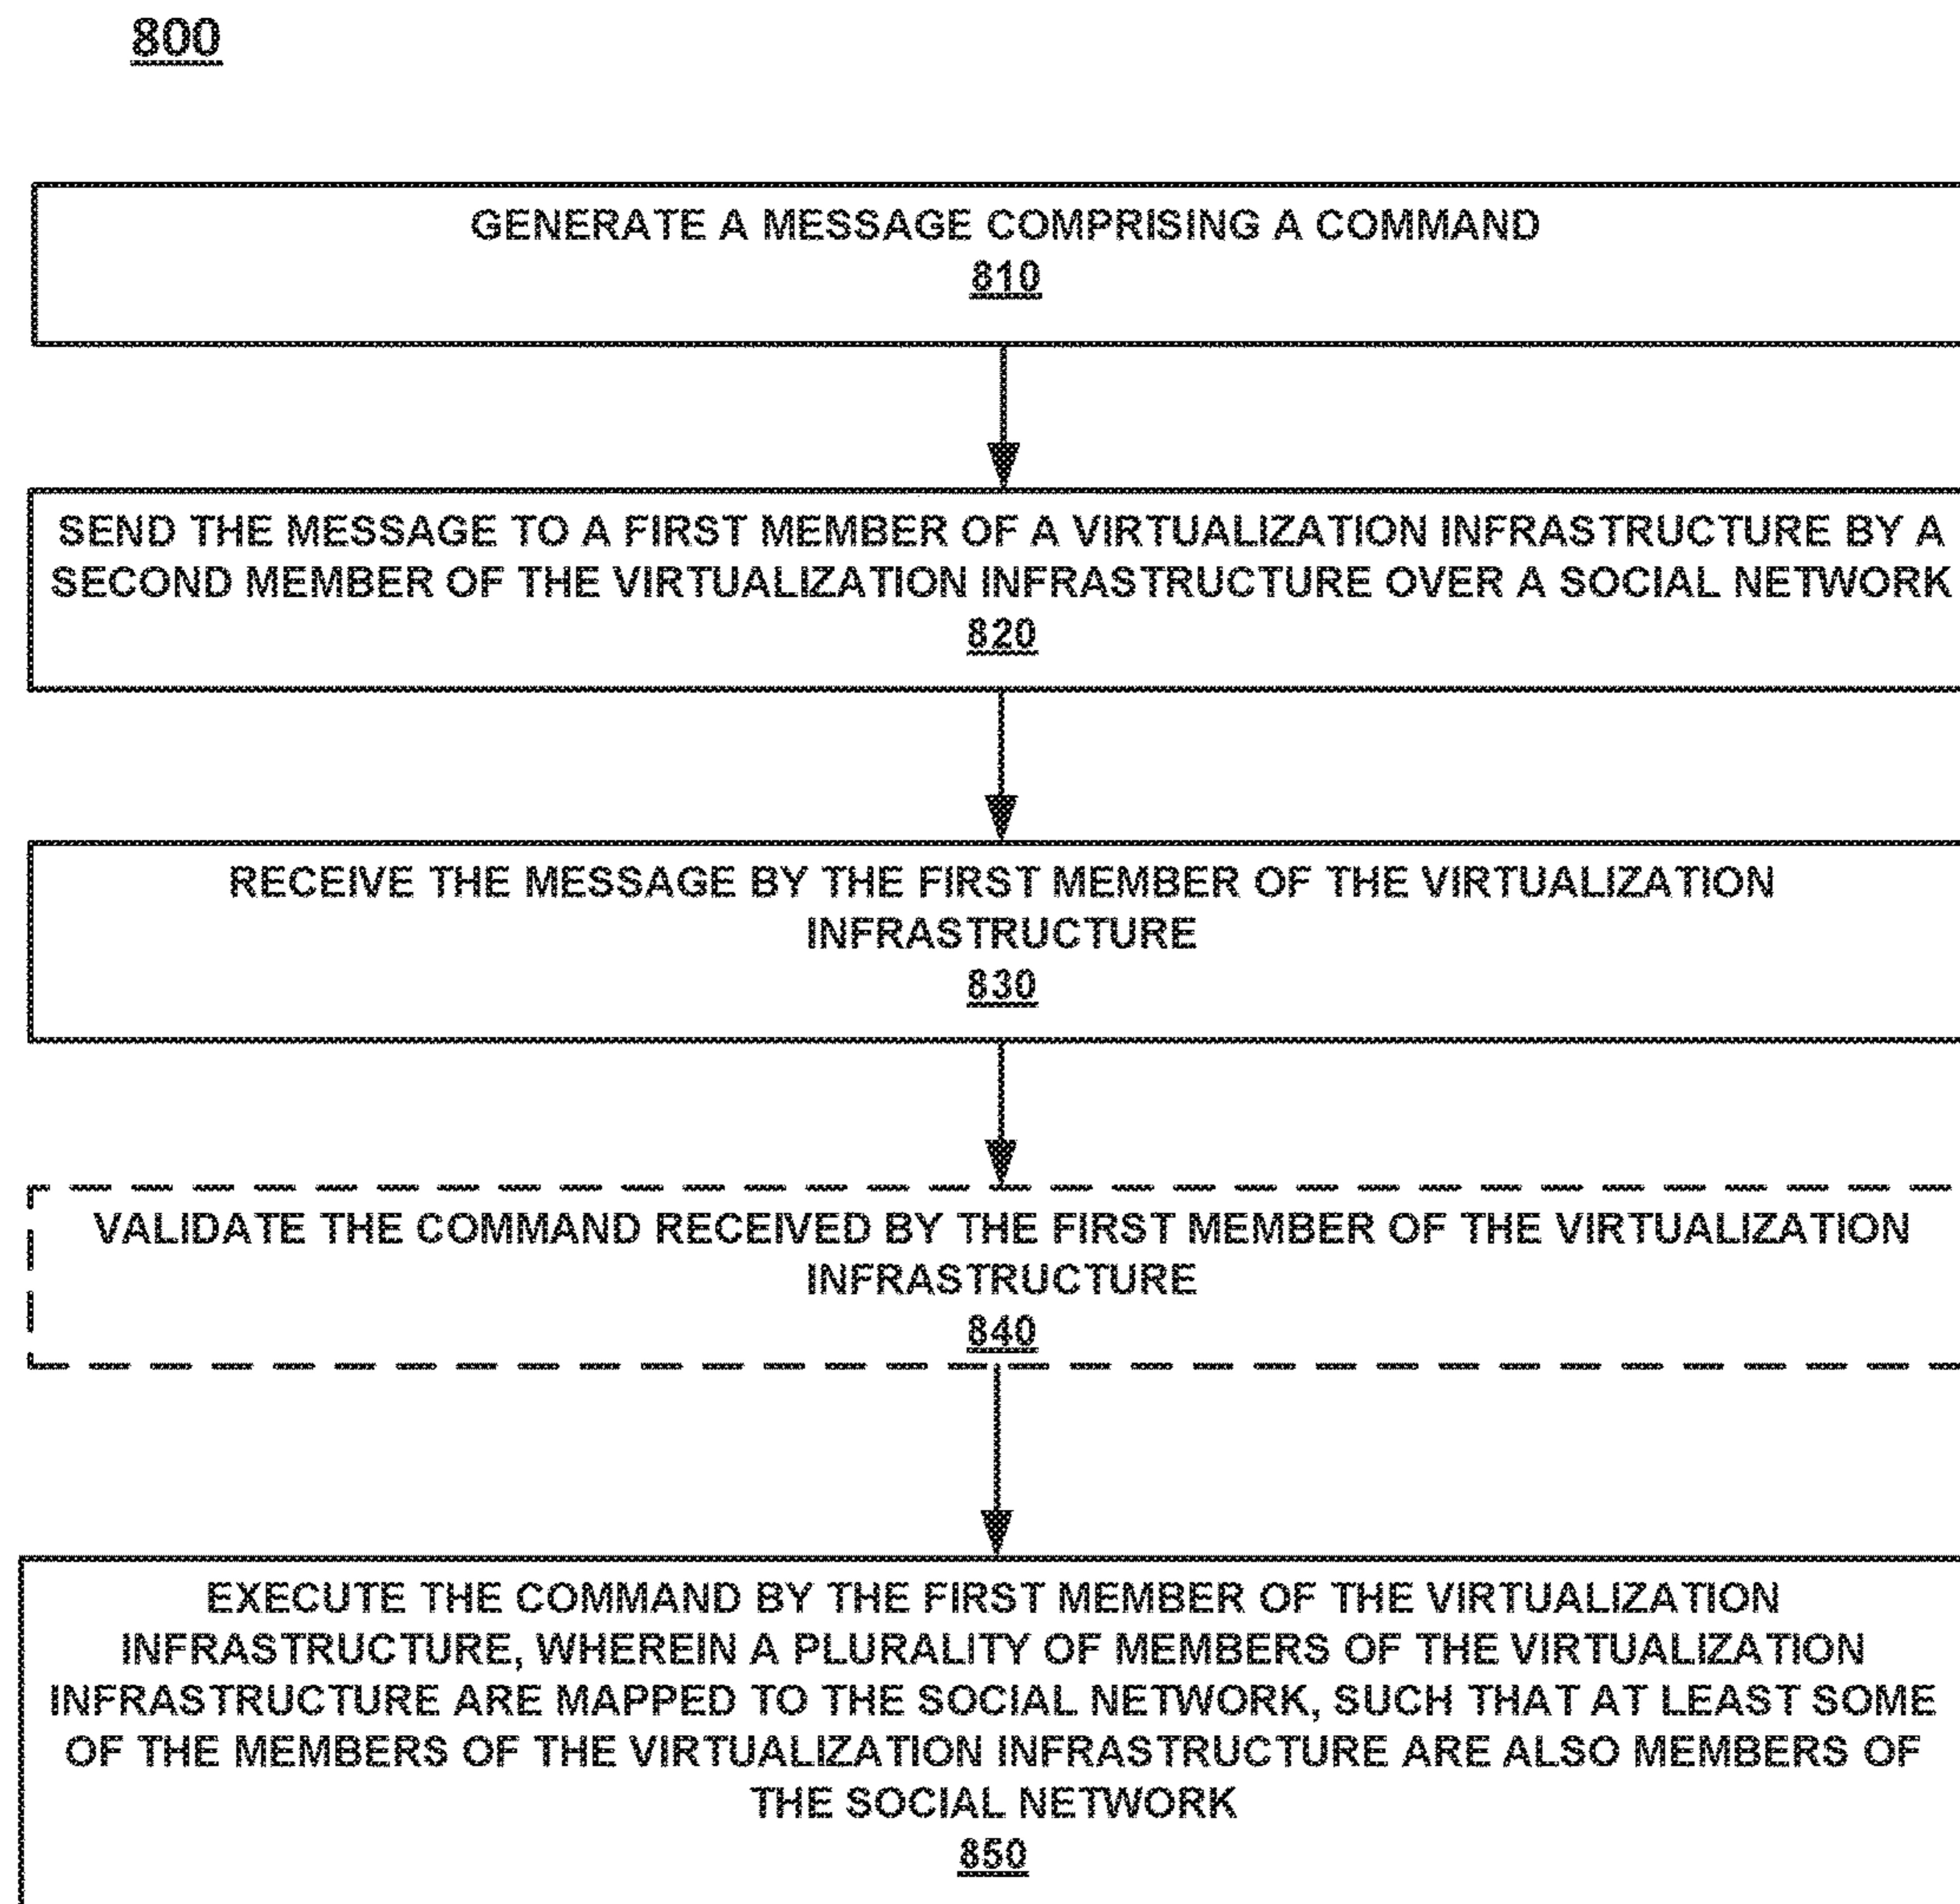 800
GENERATE A MESSAGE COMPRISING A COMMAND
810
SEND THE MESSAGE TO A FIRST MEMBER OF A VIRTUALIZATION INFRASTRUCTURE BY A
SECOND MEMBER OF THE VIRTUALIZATION INFRASTRUCTURE OVER A SOCIAL NETWORK
820
RECEIVE THE MESSAGE BY THE FIRST MEMBER OF THE VIRTUALIZATION
INFRASTRUCTURE
830
VALIDATE THE COMMAND RECEIVED BY THE FIRST MEMBER OF THE VIRTUALIZATION
INFRASTRUCTURE
840
EXECUTE THE COMMAND BY THE FIRST MEMBER OF THE VIRTUALIZATION
INFRASTRUCTURE, WHEREIN A PLURALITY OF MEMBERS OF THE VIRTUALIZATION
INFRASTRUCTURE ARE MAPPED TO THE SOCIAL NETWORK, SUCH THAT AT LEAST SOME
OF THE MEMBERS OF THE VIRTUALIZATION INFRASTRUCTURE ARE ALSO MEMBERS OF
THE SOCIAL NETWORK
850